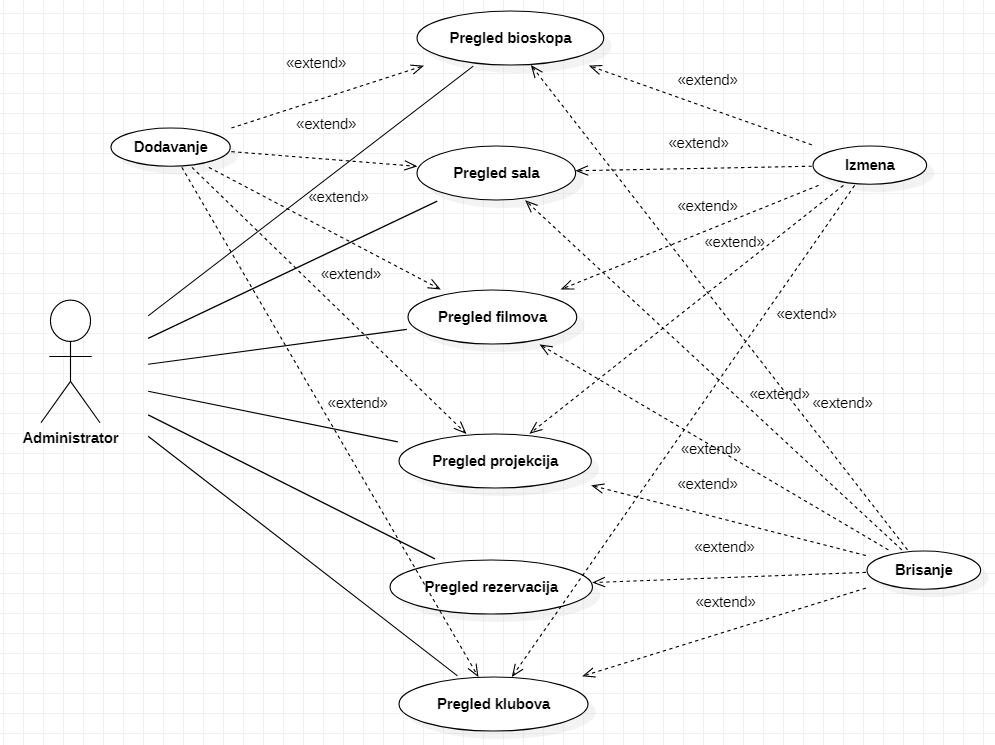 Pregled bioskopa
«extend»
«extend»
«extend»
Dodavanje
«extend»
Izmena
Pregled sala
«extend»
«extend»
«extend»
«extend»
Pregled filmova
«extend»
«extend»
«extend»
«extend»
Administrator
«extend»
Pregled projekcija
«extend»
«extend»
Brisanje
Pregled rezervacija
«extend»
Pregled klubova